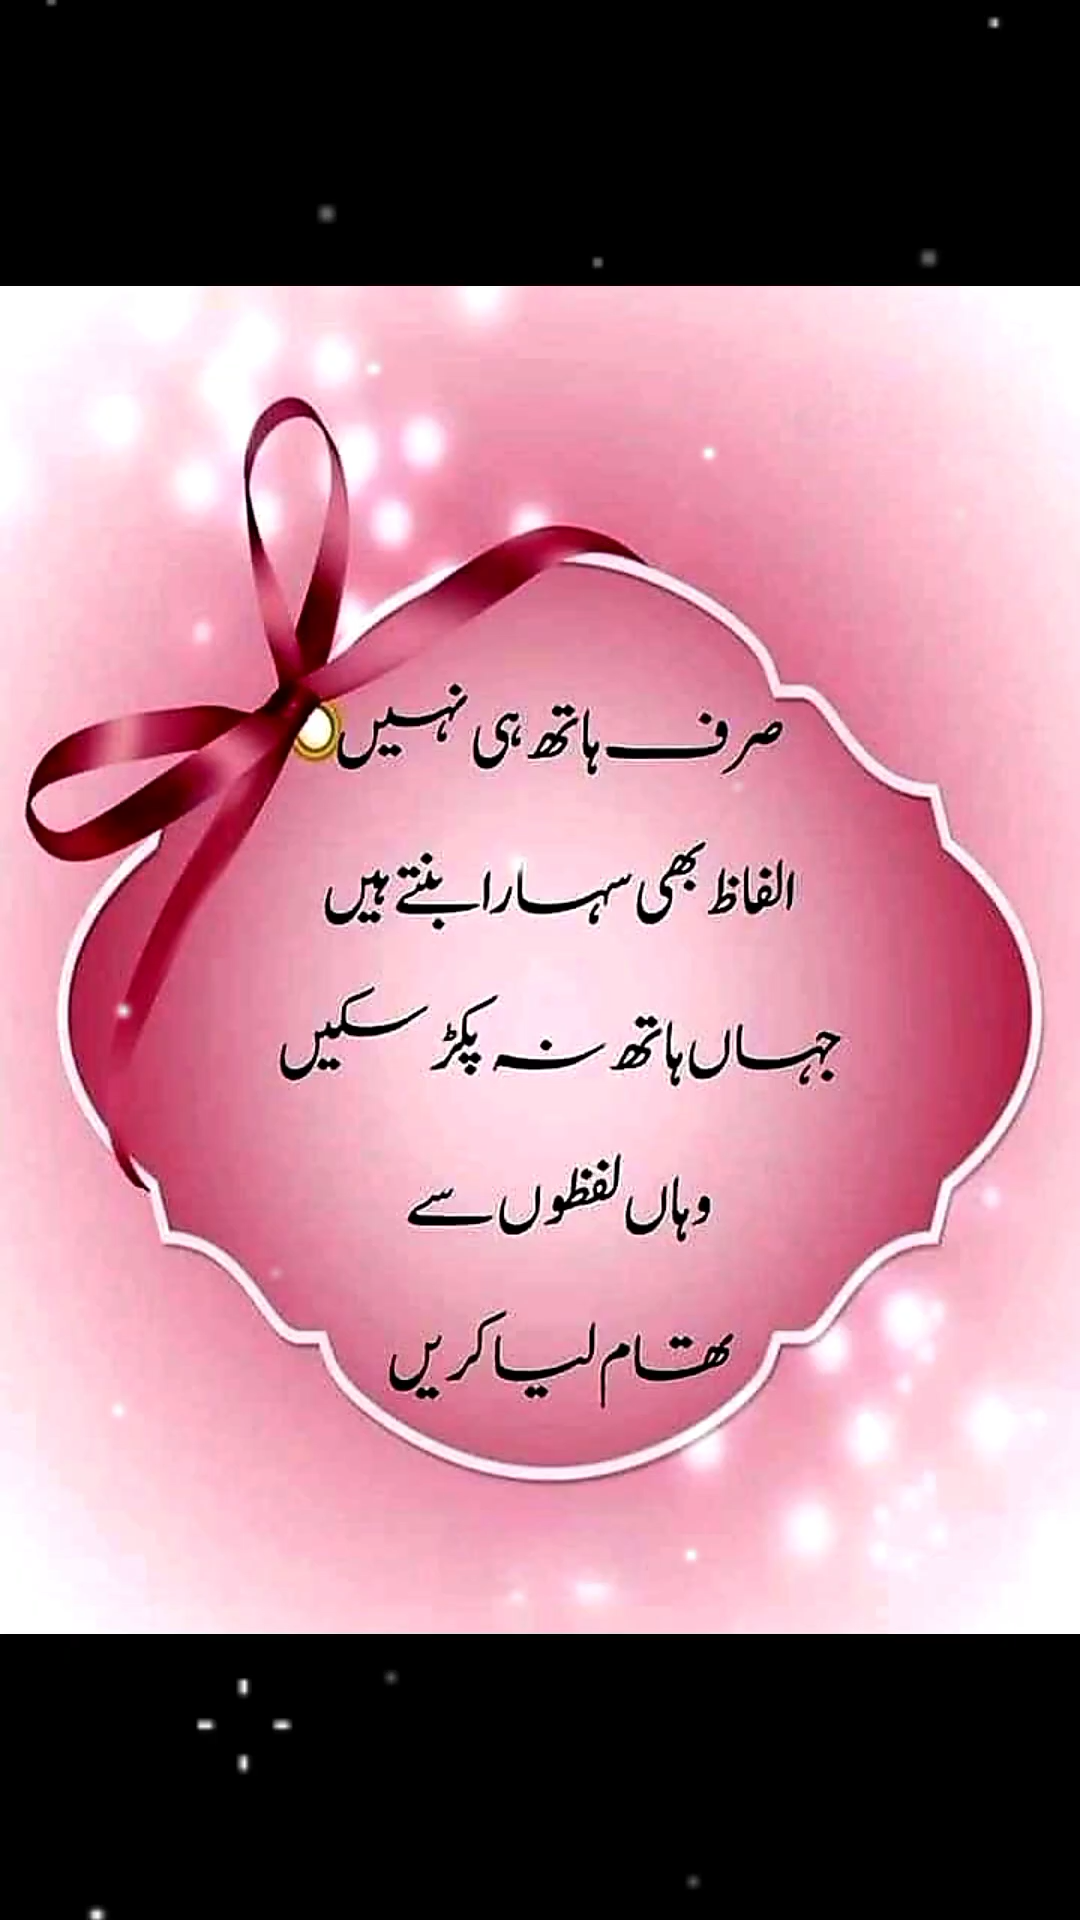 صرف ہاتھ ہی نہیں
الفاظ بھی سہارا بنتے ہیں
جہاں ہاتھ نہ پکڑ سکیں
وہاں لفظوں سے
تھام لیا کریں